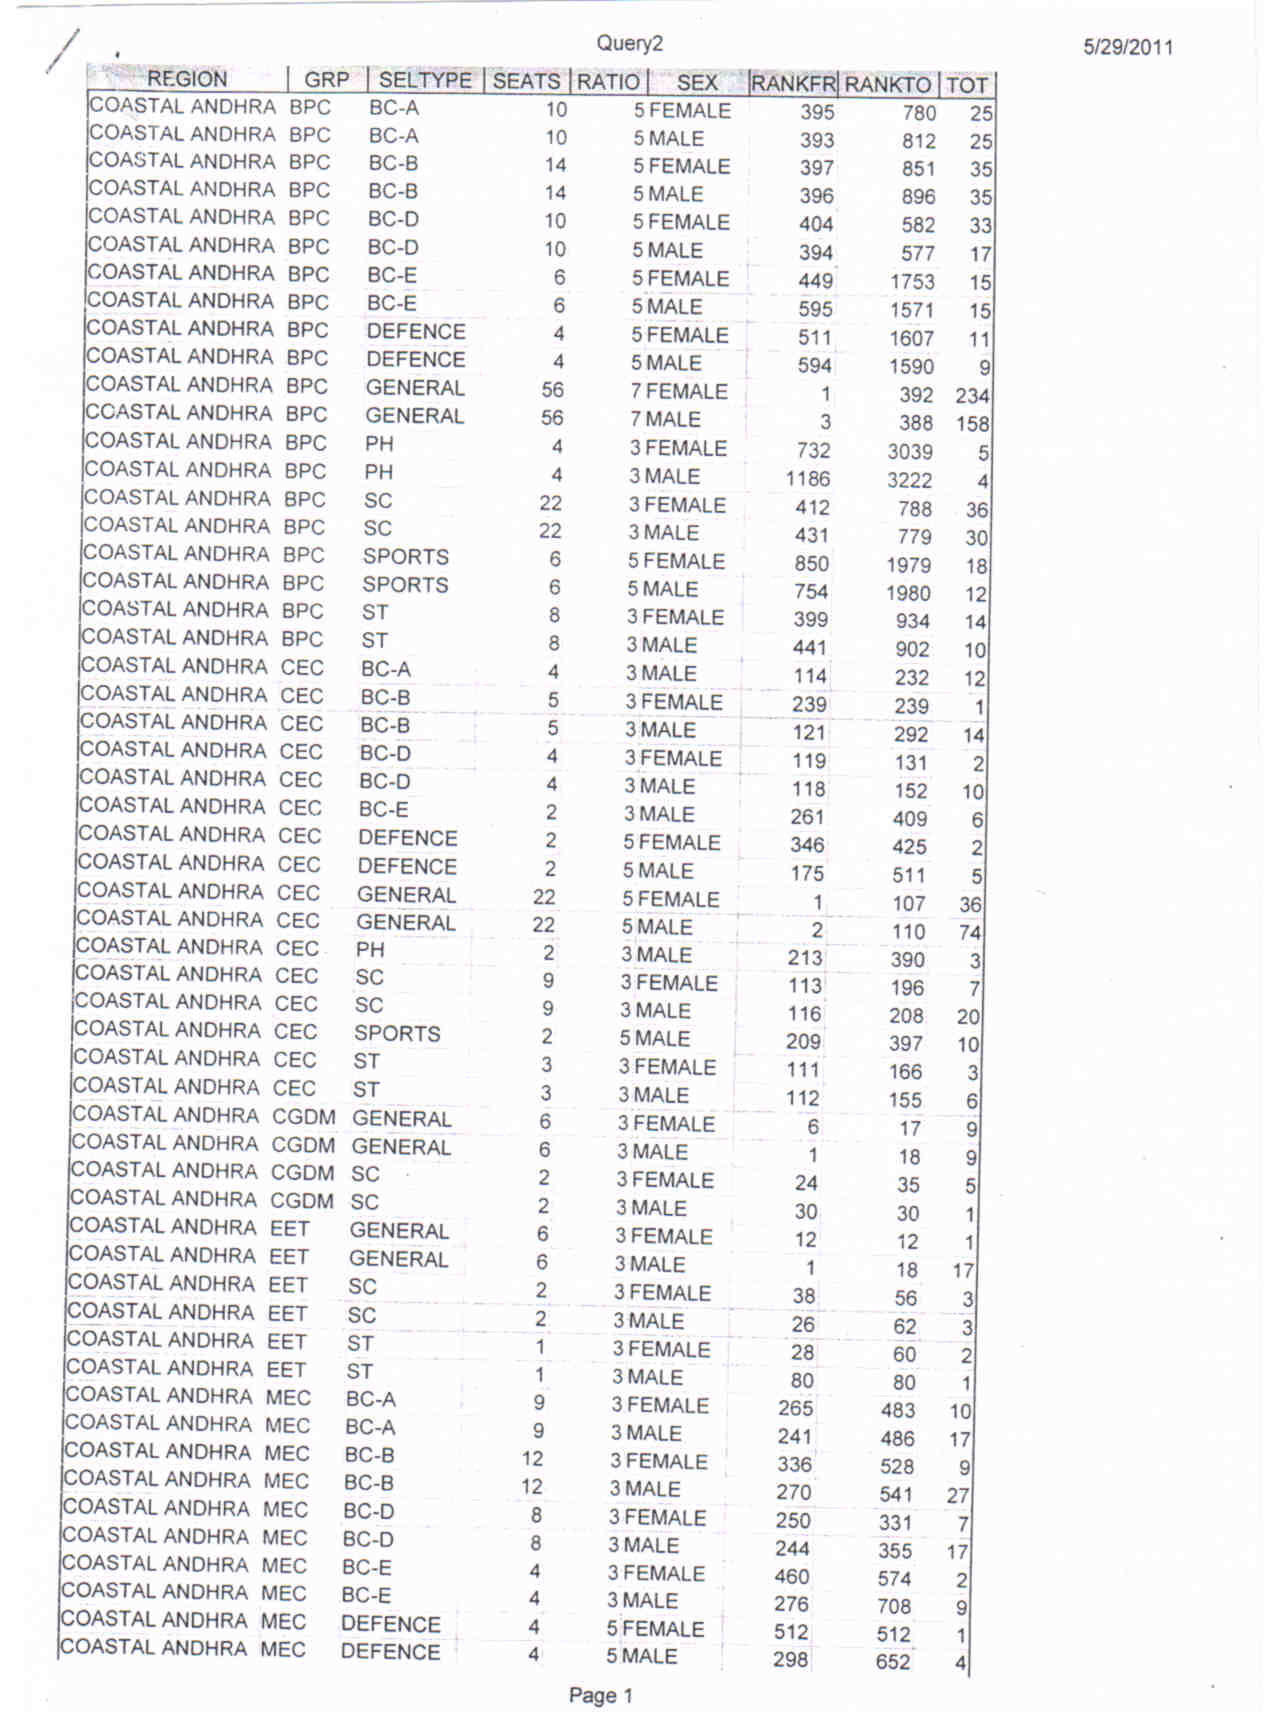 Query2 5/29/2011
REGION GRP SELTYPE SEATS RATIO SEX RANKFR RANKTO TOT
COASTAL ANDHRA BPC BC-A 10 5 FEMALE 395 780 25
COASTAL ANDHRA BPC BC-A 10 5 MALE 393 812 25
COASTAL ANDHRA BPC BC-B 14 5 FEMALE 397 851 35
COASTAL ANDHRA BPC BC-B 14 5 MALE 396 896 35
COASTAL ANDHRA BPC BC-D 10 5 FEMALE 404 582 33
COASTAL ANDHRA BPC BC-D 10 5 MALE 394 577 17
COASTAL ANDHRA BPC BC-E 6 5 FEMALE 449 1753 15
COASTAL ANDHRA BPC BC-E 6 5 MALE 595 1571 15
COASTAL ANDHRA BPC DEFENCE 4 5 FEMALE 511 1607 11
COASTAL ANDHRA BPC DEFENCE 4 5 MALE 594 1590 9
COASTAL ANDHRA BPC GENERAL 56 7 FEMALE 1 392 234
COASTAL ANDHRA BPC GENERAL 56 7 MALE 3 388 158
COASTAL ANDHRA BPC PH 4 3 FEMALE 732 3039 5
COASTAL ANDHRA BPC PH 4 3 MALE 1186 3222 4
COASTAL ANDHRA BPC SC 22 3 FEMALE 412 788 36
COASTAL ANDHRA BPC SC 22 3 MALE 431 779 30
COASTAL ANDHRA BPC SPORTS 6 5 FEMALE 850 1979 18
COASTAL ANDHRA BPC SPORTS 6 5 MALE 754 1980 12
COASTAL ANDHRA BPC ST 8 3 FEMALE 399 934 14
COASTAL ANDHRA BPC ST 8 3 MALE 441 902 10
COASTAL ANDHRA CEC BC-A 4 3 MALE 114 232 12
COASTAL ANDHRA CEC BC-B 5 3 FEMALE 239 239 1
COASTAL ANDHRA CEC BC-B 5 3 MALE 121 292 14
COASTAL ANDHRA CEC BC-D 4 3 FEMALE 119 131 2
COASTAL ANDHRA CEC BC-D 4 3 MALE 118 152 10
COASTAL ANDHRA CEC BC-E 2 3 MALE 261 409 6
COASTAL ANDHRA CEC DEFENCE 2 5 FEMALE 346 425 2
COASTAL ANDHRA CEC DEFENCE 2 5 MALE 175 511 5
COASTAL ANDHRA CEC GENERAL 22 5 FEMALE 1 107 36
COASTAL ANDHRA CEC GENERAL 22 5 MALE 2 110 74
COASTAL ANDHRA CEC PH 2 3 MALE 213 390 3
COASTAL ANDHRA CEC SC 9 3 FEMALE 113 196 7
COASTAL ANDHRA CEC SC 9 3 MALE 116 208 20
COASTAL ANDHRA CEC SPORTS 2 5 MALE 209 397 10
COASTAL ANDHRA CEC ST 3 3 FEMALE 111 166 3
COASTAL ANDHRA CEC ST 3 3 MALE 112 155 6
COASTAL ANDHRA CGDM GENERAL 6 3 FEMALE 6 17 9
COASTAL ANDHRA CGDM GENERAL 6 3 MALE 1 18 9
COASTAL ANDHRA CGDM SC 2 3 FEMALE 24 35 5
COASTAL ANDHRA CGDM SC 2 3 MALE 30 30 1
COASTAL ANDHRA EET GENERAL 6 3 FEMALE 12 12 1
COASTAL ANDHRA EET GENERAL 6 3 MALE 1 18 17
COASTAL ANDHRA EET SC 2 3 FEMALE 38 56 3
COASTAL ANDHRA EET SC 2 3 MALE 26 62 3
COASTAL ANDHRA EET ST 1 3 FEMALE 28 60 2
COASTAL ANDHRA EET ST 1 3 MALE 80 80 1
COASTAL ANDHRA MEC BC-A 9 3 FEMALE 265 483 10
COASTAL ANDHRA MEC BC-A 9 3 MALE 241 486 17
COASTAL ANDHRA MEC BC-B 12 3 FEMALE 336 528 9
COASTAL ANDHRA MEC BC-B 12 3 MALE 270 541 27
COASTAL ANDHRA MEC BC-D 8 3 FEMALE 250 331 7
COASTAL ANDHRA MEC BC-D 8 3 MALE 244 355 17
COASTAL ANDHRA MEC BC-E 4 3 FEMALE 460 574 2
COASTAL ANDHRA MEC BC-E 4 3 MALE 276 708 9
COASTAL ANDHRA MEC DEFENCE 4 5 FEMALE 512 512 1
COASTAL ANDHRA MEC DEFENCE 4 5 MALE 298 652 4
Page 1